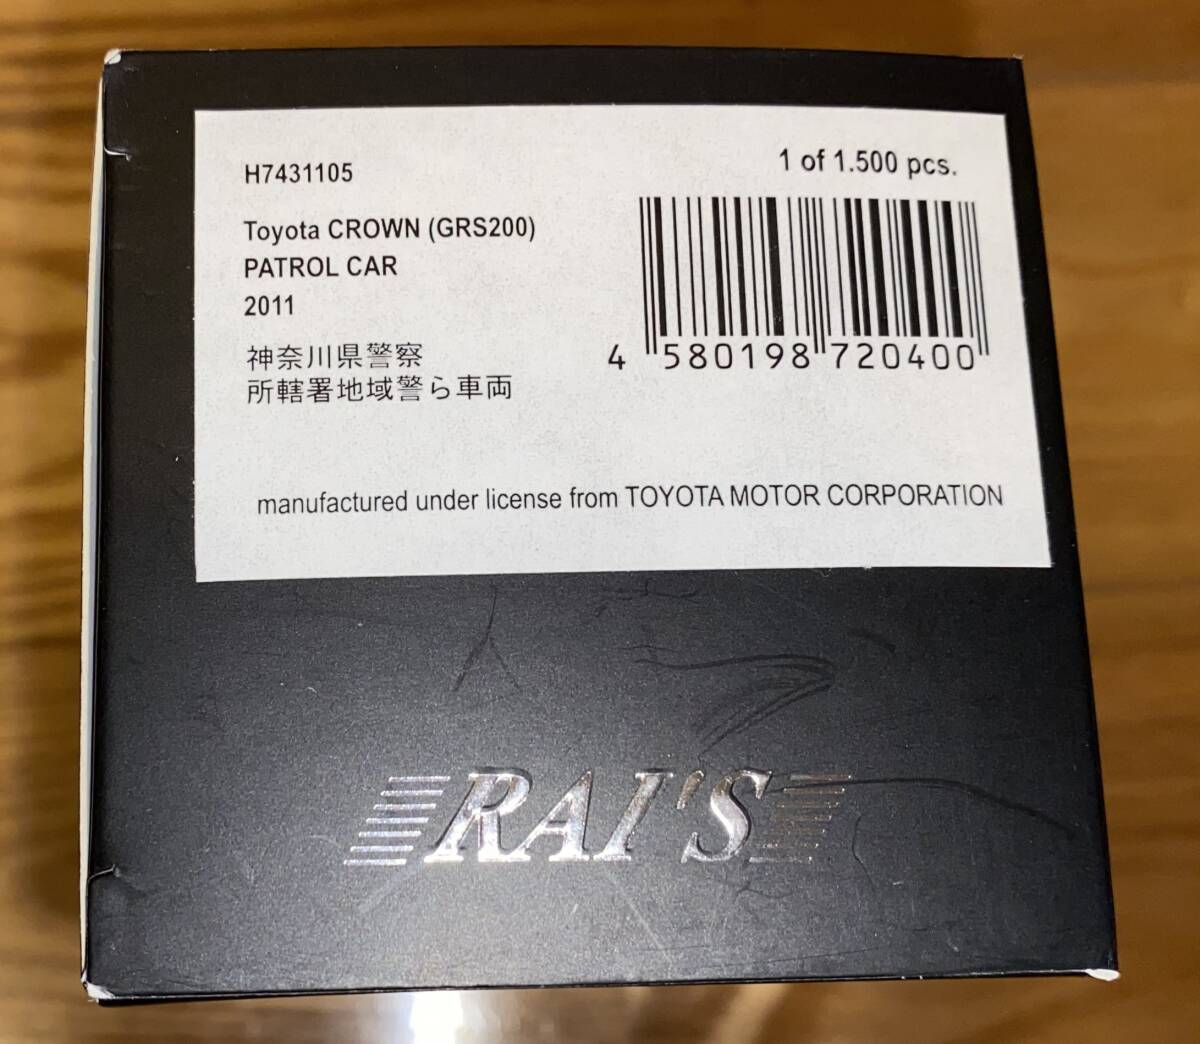 H7431105
1 of 1.500 pcs.
Toyota CROWN (GRS200)
PATROL CAR
2011
神奈川県警察
所轄署地域警ら車両
4 580198 720400
manufactured under license from TOYOTA MOTOR CORPORATION
RAI'S